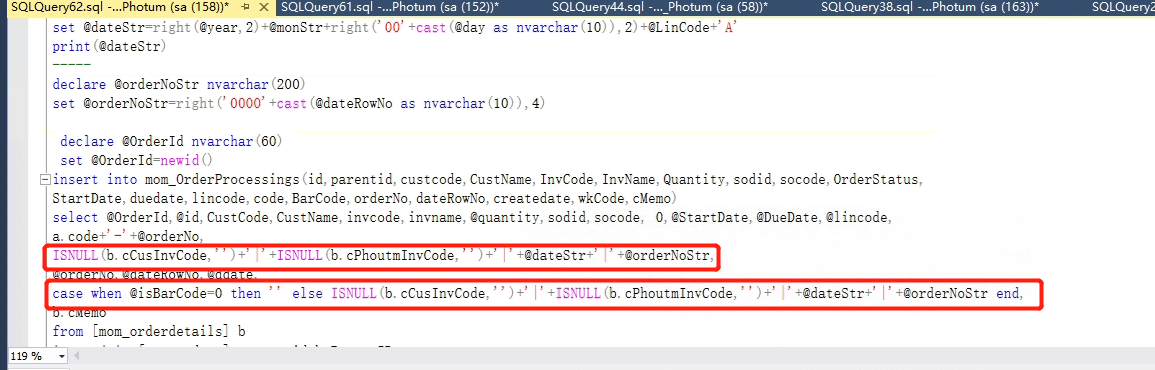 SQLQuery62.sql -...Photum (sa (158))* SQLQuery61.sql -...Photum (sa (152))* SQLQuery44.sql -..._Photum (sa (58))* SQLQuery38.sql -...Photum (sa (163))* SQLQuery2
set @dateStr=right(@year,2)+@monStr+right('00'+cast(@day as nvarchar(10)),2)+@LinCode+'A'
print(@dateStr)
-----
declare @orderNoStr nvarchar(200)
set @orderNoStr=right('0000'+cast(@dateRowNo as nvarchar(10)),4)
declare @OrderId nvarchar(60)
set @OrderId=newid()
insert into mom_OrderProcessings(id,parentid,custcode,CustName,InvCode,InvName,Quantity,sodid,socode,OrderStatus,
StartDate,duedate,lincode,code,BarCode,orderNo,dateRowNo,createdate,wkCode,cMemo)
select @OrderId,@id,CustCode,CustName,invcode,invname,@quantity,sodid,socode, 0,@StartDate,@DueDate,@lincode,
a.code+'-'+@orderNo,
ISNULL(b.cCusInvCode,'')+'|'+ISNULL(b.cPhoutmInvCode,'')+'|'+@dateStr+'|'+@orderNoStr,
@orderNo,@dateRowNo,@ddate,
case when @isBarCode=0 then '' else ISNULL(b.cCusInvCode,'')+'|'+ISNULL(b.cPhoutmInvCode,'')+'|'+@dateStr+'|'+@orderNoStr end,
b.cMemo
from [mom_orderdetails] b
119 %